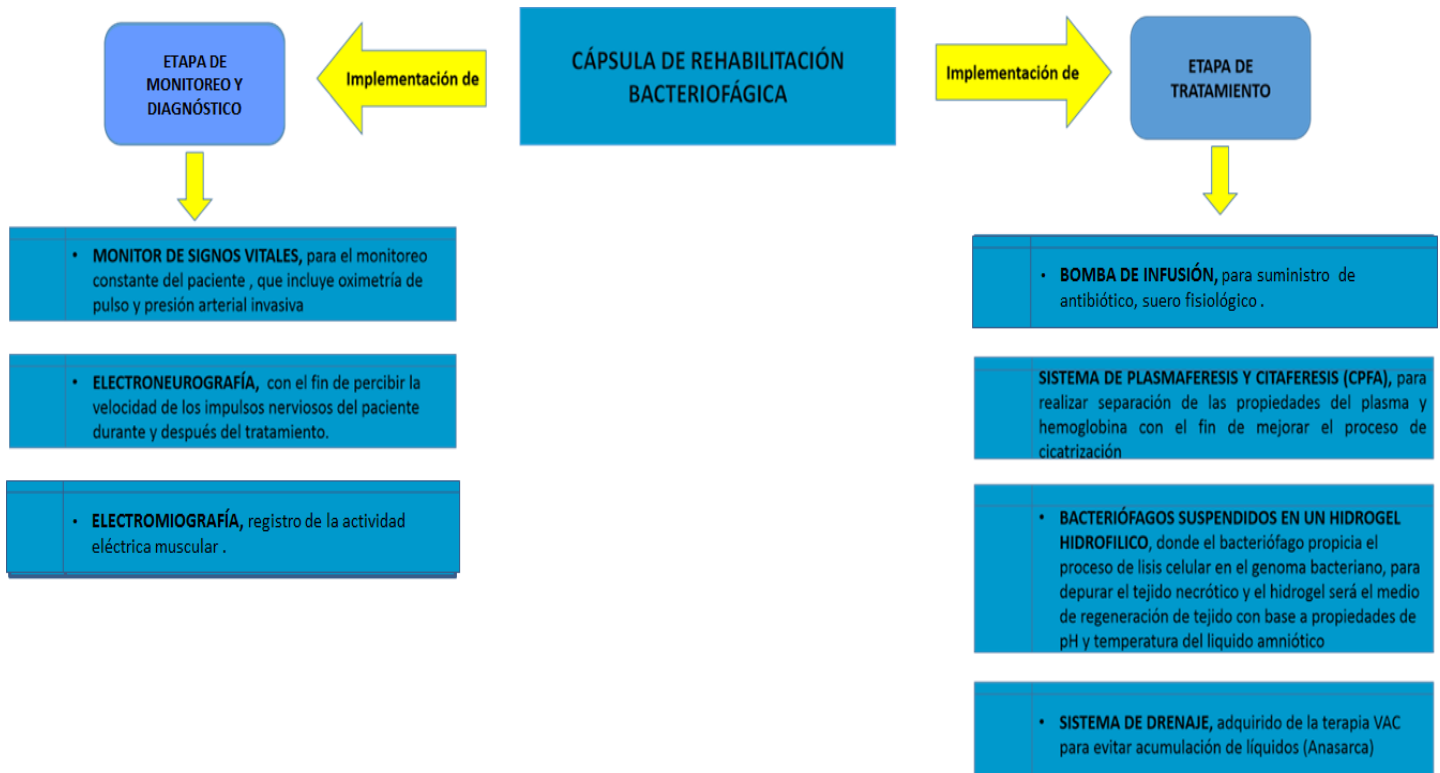 CÁPSULA DE REHABILITACIÓN
BACTERIOFÁGICA
Implementación de
ETAPA DE
MONITOREO Y
DIAGNÓSTICO
• MONITOR DE SIGNOS VITALES, para el monitoreo
constante del paciente , que incluye oximetría de
pulso y presión arterial invasiva
• ELECTRONEUROGRAFÍA, con el fin de percibir la
velocidad de los impulsos nerviosos del paciente
durante y después del tratamiento.
• ELECTROMIOGRAFÍA, registro de la actividad
eléctrica muscular .
Implementación de
ETAPA DE
TRATAMIENTO
• BOMBA DE INFUSIÓN, para suministro de
antibiótico, suero fisiológico .
SISTEMA DE PLASMAFERESIS Y CITAFERESIS (CPFA), para
realizar separación de las propiedades del plasma y
hemoglobina con el fin de mejorar el proceso de
cicatrización
• BACTERIÓFAGOS SUSPENDIDOS EN UN HIDROGEL
HIDROFILICO, donde el bacteriófago propicia el
proceso de lisis celular en el genoma bacteriano, para
depurar el tejido necrótico y el hidrogel será el medio
de regeneración de tejido con base a propiedades de
pH y temperatura del liquido amniótico
• SISTEMA DE DRENAJE, adquirido de la terapia VAC
para evitar acumulación de líquidos (Anasarca)